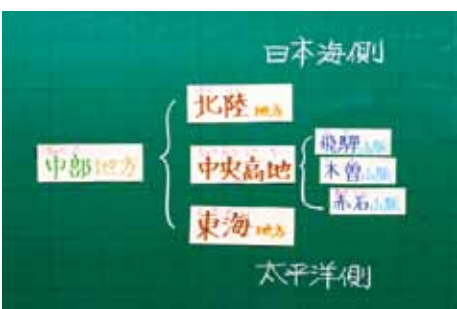 日本海側
北陸地方
中部地方
中央高地
飛騨山脈
木曽山脈
赤石山脈
東海地方
太平洋側